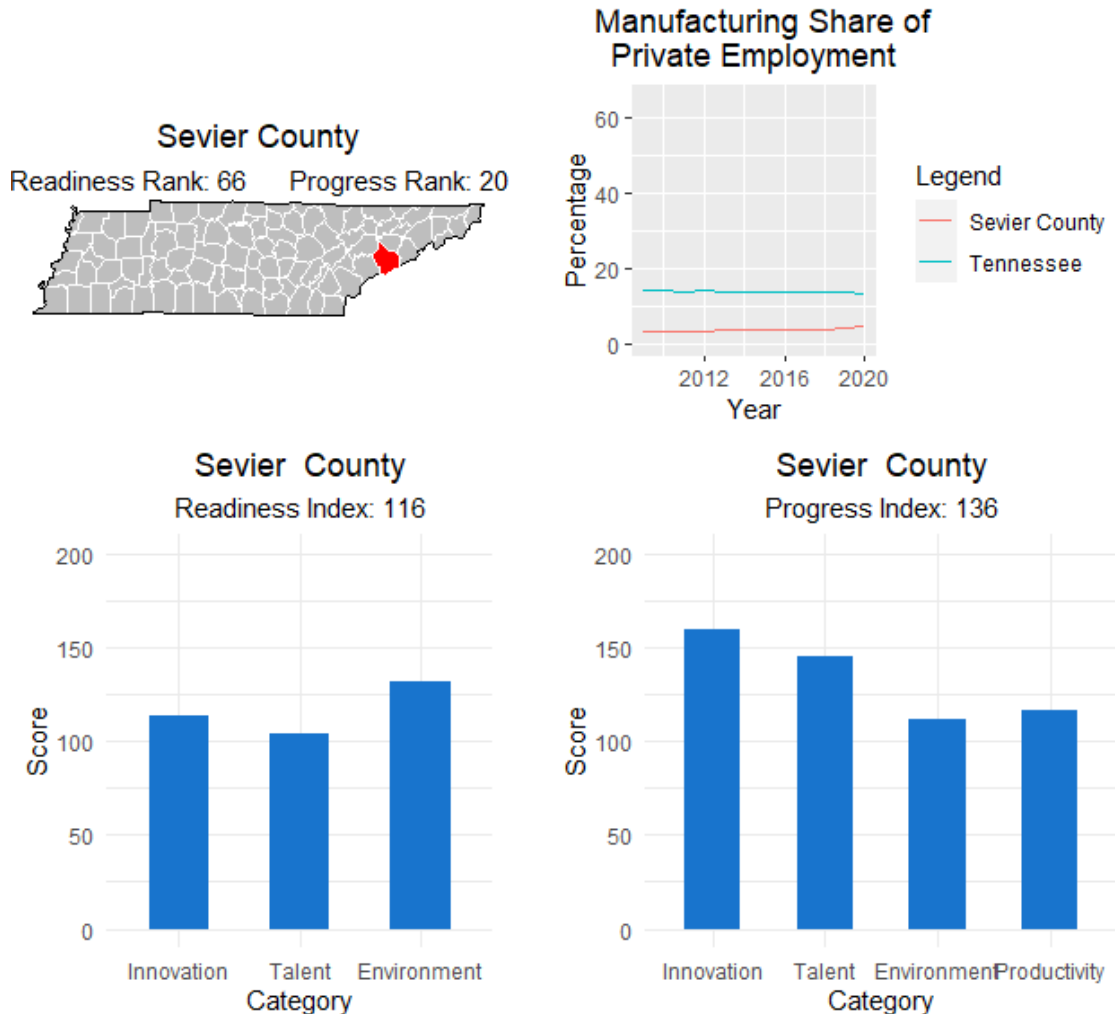 Sevier County
Readiness Rank: 66 Progress Rank: 20
Manufacturing Share of
Private Employment
60
40
20
0
Percentage
2012 2016 2020
Year
Legend
Sevier County
Tennessee
Sevier County
Readiness Index: 116
200
150
100
50
0
Score
Innovation Talent Environment
Category
Sevier County
Progress Index: 136
200
150
100
50
0
Score
Innovation Talent Environment Productivity
Category